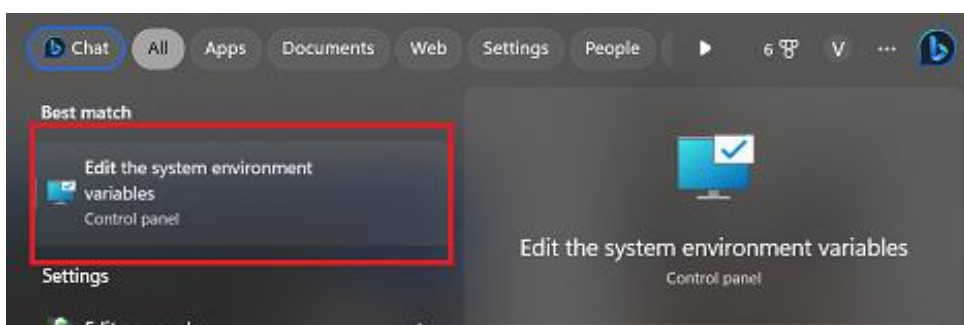 Chat All Apps Documents Web Settings People 6 V ...
Best match
Edit the system environment
variables
Control panel
Settings
Edit the system environment variables
Control panel